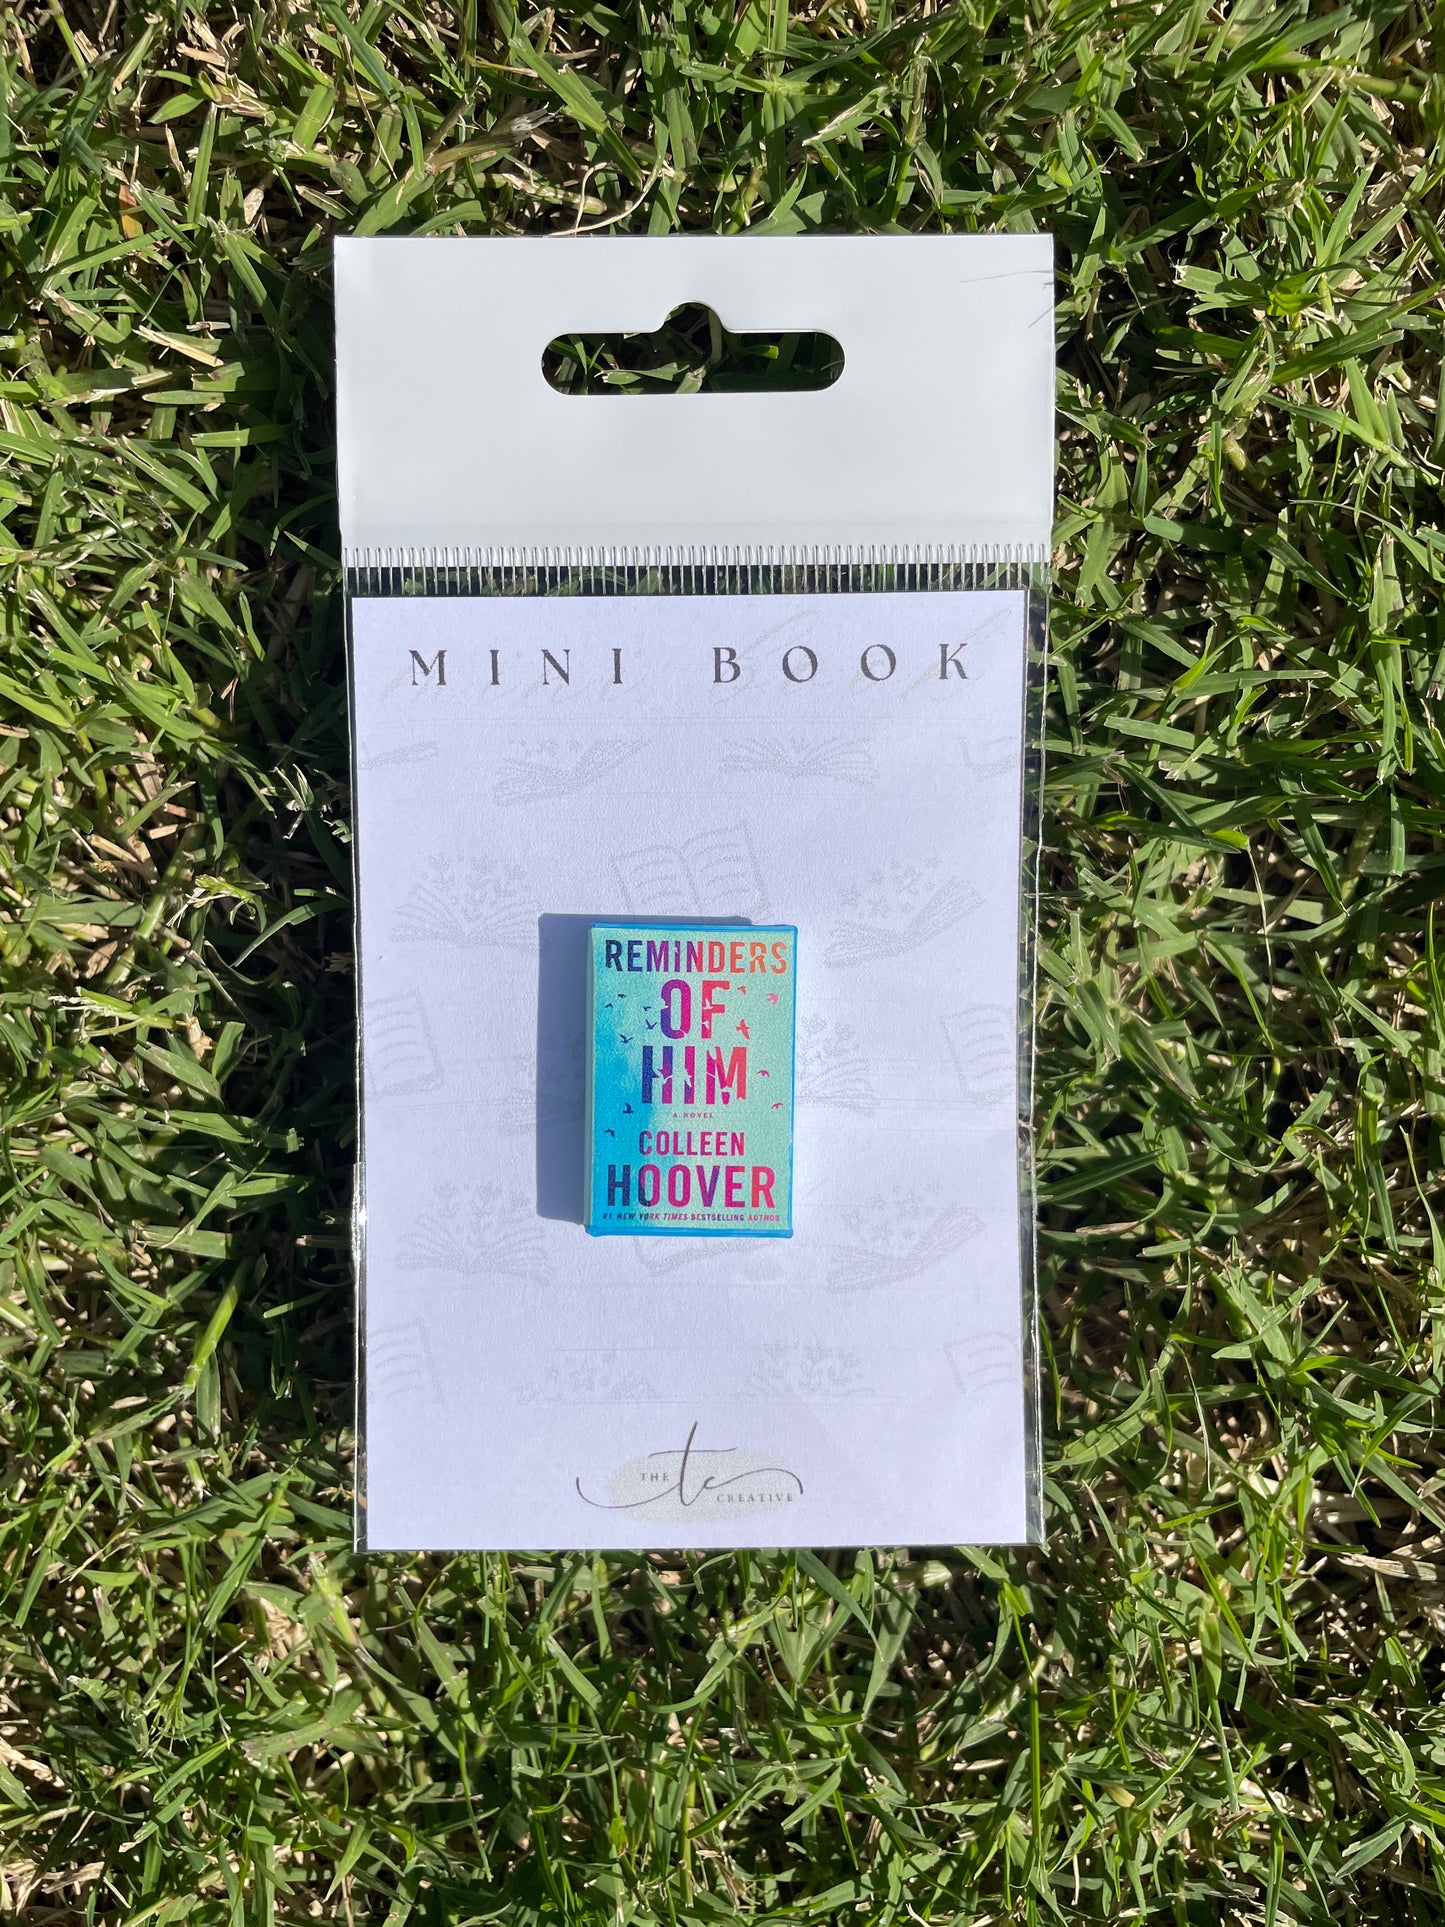 MINI BOOK
REMINDERS
OF
HIM
A NOVEL
COLLEEN
HOOVER
#1 NEW YORK TIMES BESTSELLING AUTHOR
THE tc CREATIVE